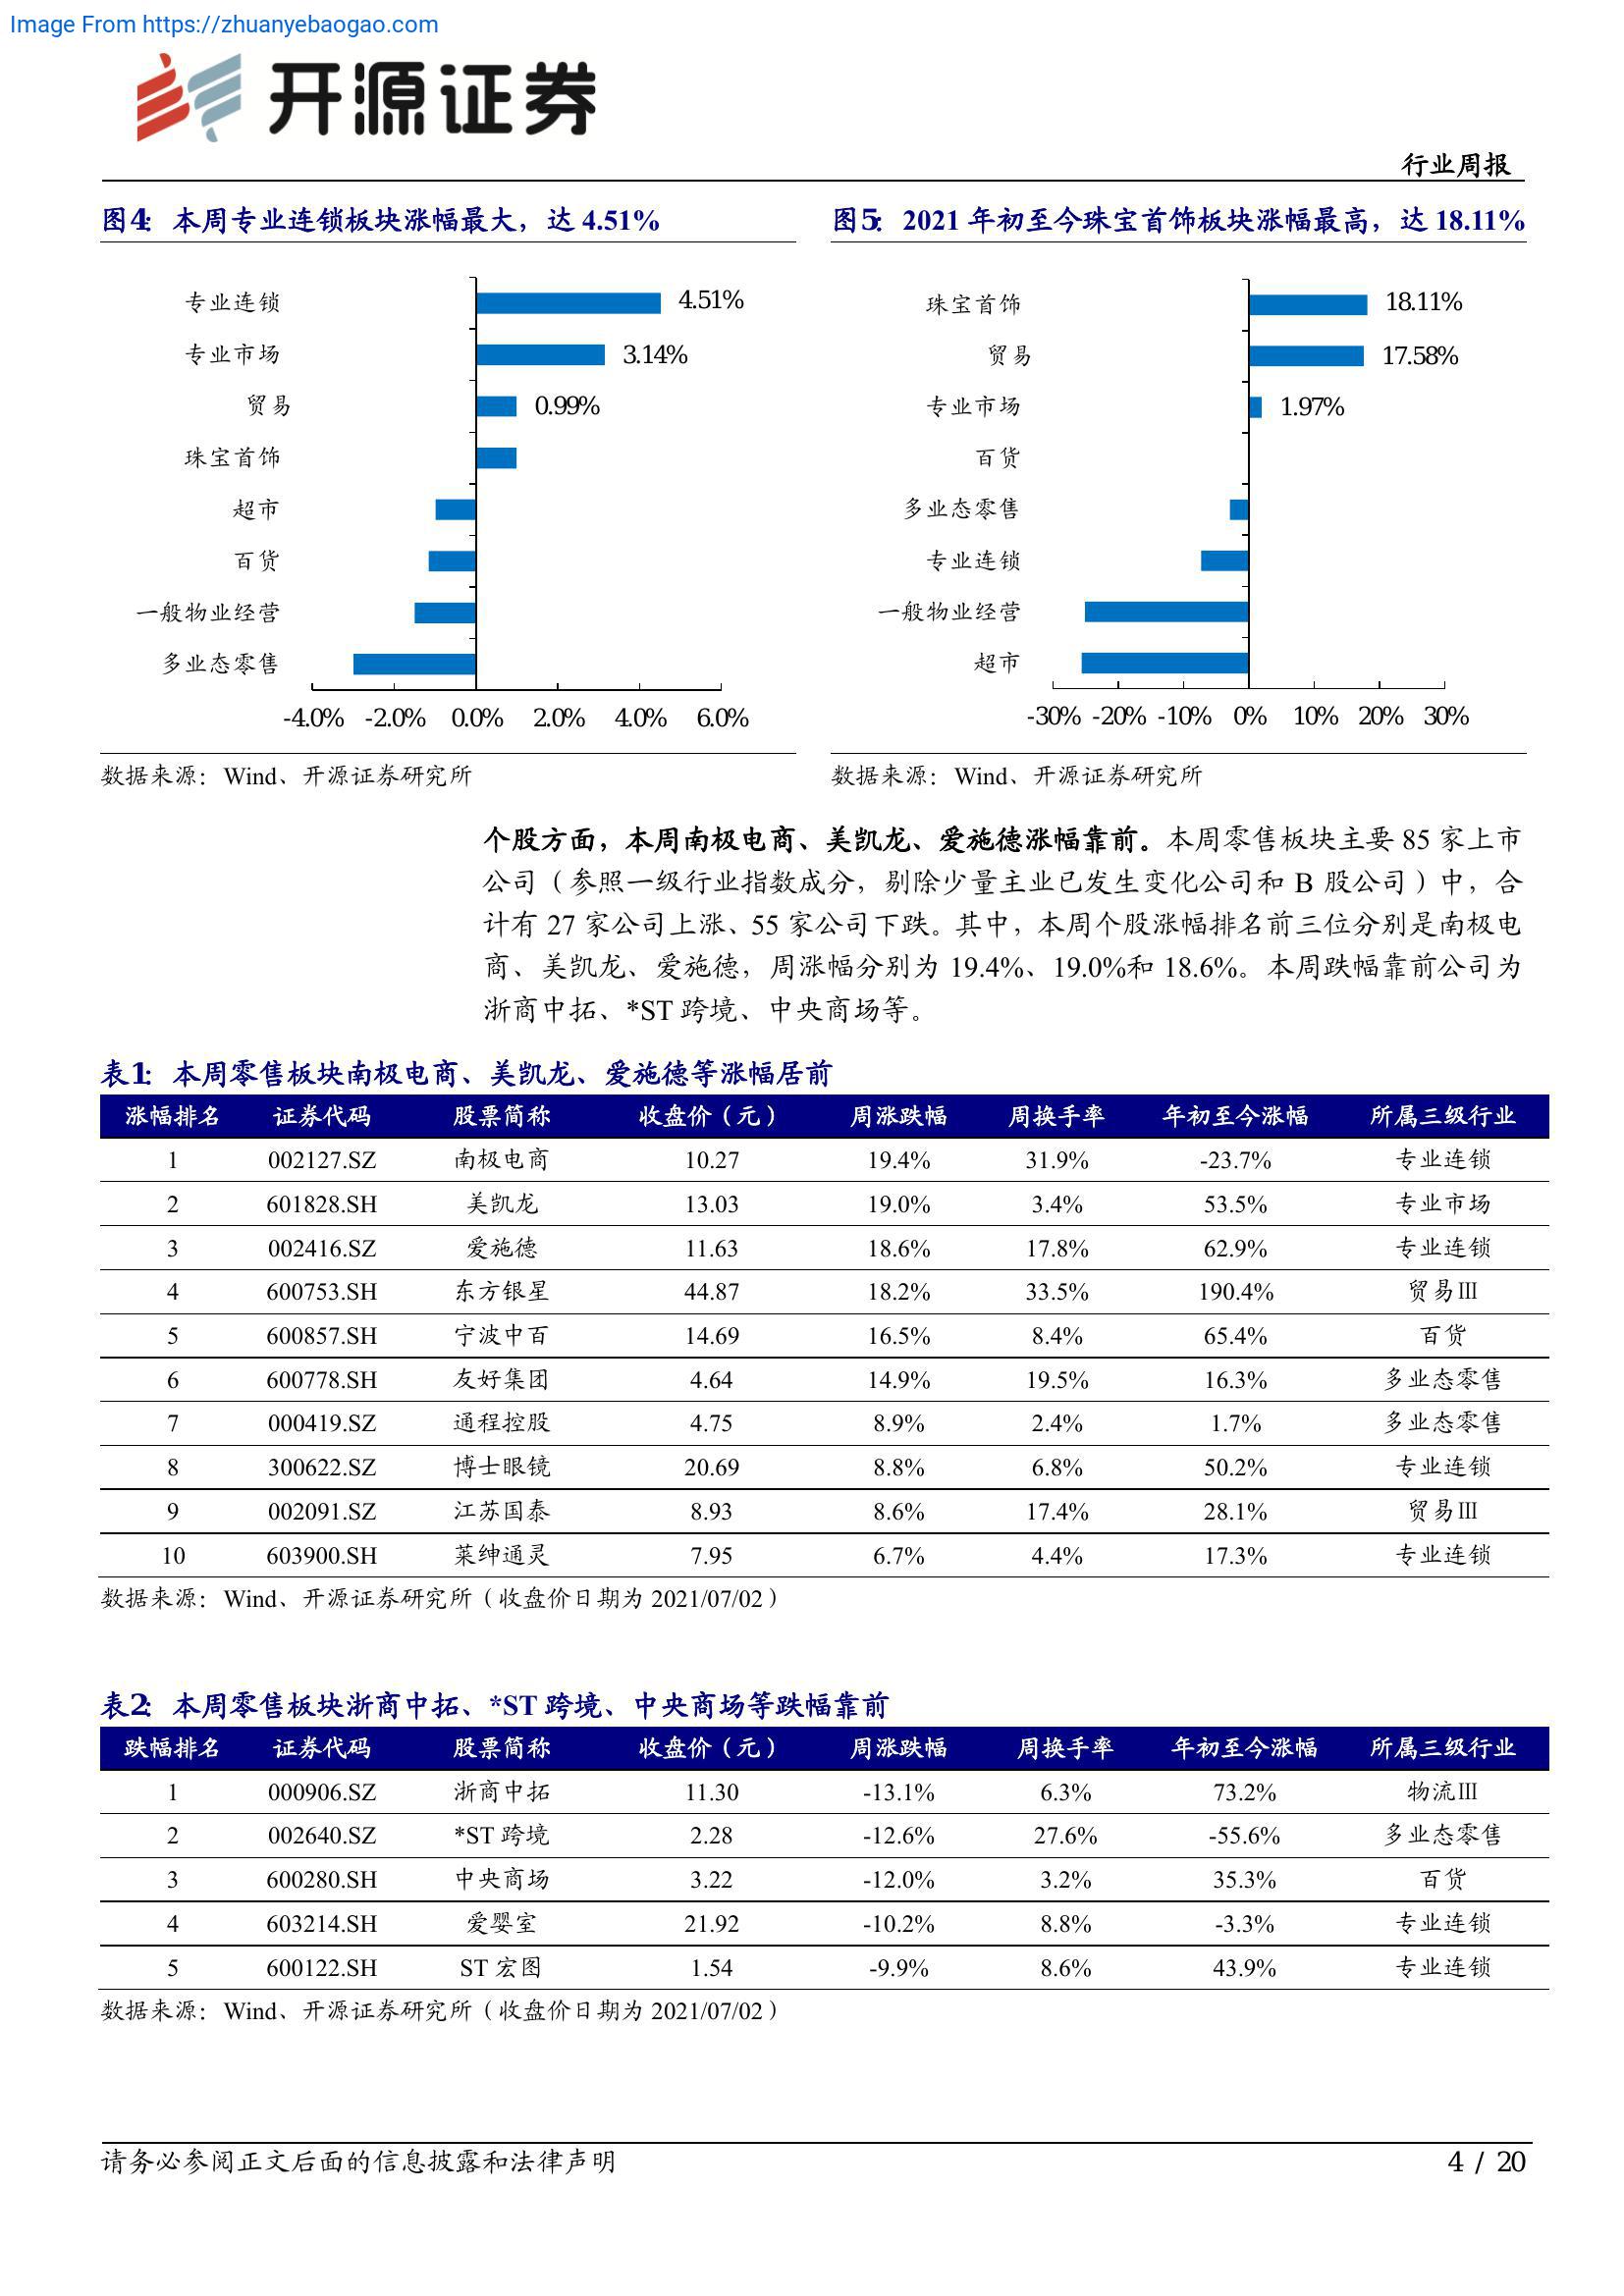 Image From https://zhuanyebaogao.com
开源证券
行业周报
图4： 本周专业连锁板块涨幅最大，达 4.51%
专业连锁 4.51%
专业市场 3.14%
贸易 0.99%
珠宝首饰
超市
百货
一般物业经营
多业态零售
-4.0% -2.0% 0.0% 2.0% 4.0% 6.0%
数据来源：Wind、开源证券研究所
图5： 2021 年初至今珠宝首饰板块涨幅最高，达 18.11%
珠宝首饰 18.11%
贸易 17.58%
专业市场 1.97%
百货
多业态零售
专业连锁
一般物业经营
超市
-30% -20% -10% 0% 10% 20% 30%
数据来源：Wind、开源证券研究所
个股方面，本周南极电商、美凯龙、爱施德涨幅靠前。本周零售板块主要 85 家上市
公司（参照一级行业指数成分，剔除少量主业已发生变化公司和 B 股公司）中，合
计有 27 家公司上涨、55 家公司下跌。其中，本周个股涨幅排名前三位分别是南极电
商、美凯龙、爱施德，周涨幅分别为 19.4%、19.0%和 18.6%。本周跌幅靠前公司为
浙商中拓、*ST 跨境、中央商场等。
表1： 本周零售板块南极电商、美凯龙、爱施德等涨幅居前
涨幅排名 证券代码 股票简称 收盘价（元） 周涨跌幅 周换手率 年初至今涨幅 所属三级行业
1 002127.SZ 南极电商 10.27 19.4% 31.9% -23.7% 专业连锁
2 601828.SH 美凯龙 13.03 19.0% 3.4% 53.5% 专业市场
3 002416.SZ 爱施德 11.63 18.6% 17.8% 62.9% 专业连锁
4 600753.SH 东方银星 44.87 18.2% 33.5% 190.4% 贸易Ⅲ
5 600857.SH 宁波中百 14.69 16.5% 8.4% 65.4% 百货
6 600778.SH 友好集团 4.64 14.9% 19.5% 16.3% 多业态零售
7 000419.SZ 通程控股 4.75 8.9% 2.4% 1.7% 多业态零售
8 300622.SZ 博士眼镜 20.69 8.8% 6.8% 50.2% 专业连锁
9 002091.SZ 江苏国泰 8.93 8.6% 17.4% 28.1% 贸易Ⅲ
10 603900.SH 莱绅通灵 7.95 6.7% 4.4% 17.3% 专业连锁
数据来源：Wind、开源证券研究所（收盘价日期为 2021/07/02）
表2： 本周零售板块浙商中拓、*ST 跨境、中央商场等跌幅靠前
跌幅排名 证券代码 股票简称 收盘价（元） 周涨跌幅 周换手率 年初至今涨幅 所属三级行业
1 000906.SZ 浙商中拓 11.30 -13.1% 6.3% 73.2% 物流Ⅲ
2 002640.SZ *ST 跨境 2.28 -12.6% 27.6% -55.6% 多业态零售
3 600280.SH 中央商场 3.22 -12.0% 3.2% 35.3% 百货
4 603214.SH 爱婴室 21.92 -10.2% 8.8% -3.3% 专业连锁
5 600122.SH ST 宏图 1.54 -9.9% 8.6% 43.9% 专业连锁
数据来源：Wind、开源证券研究所（收盘价日期为 2021/07/02）
请务必参阅正文后面的信息披露和法律声明
4 / 20